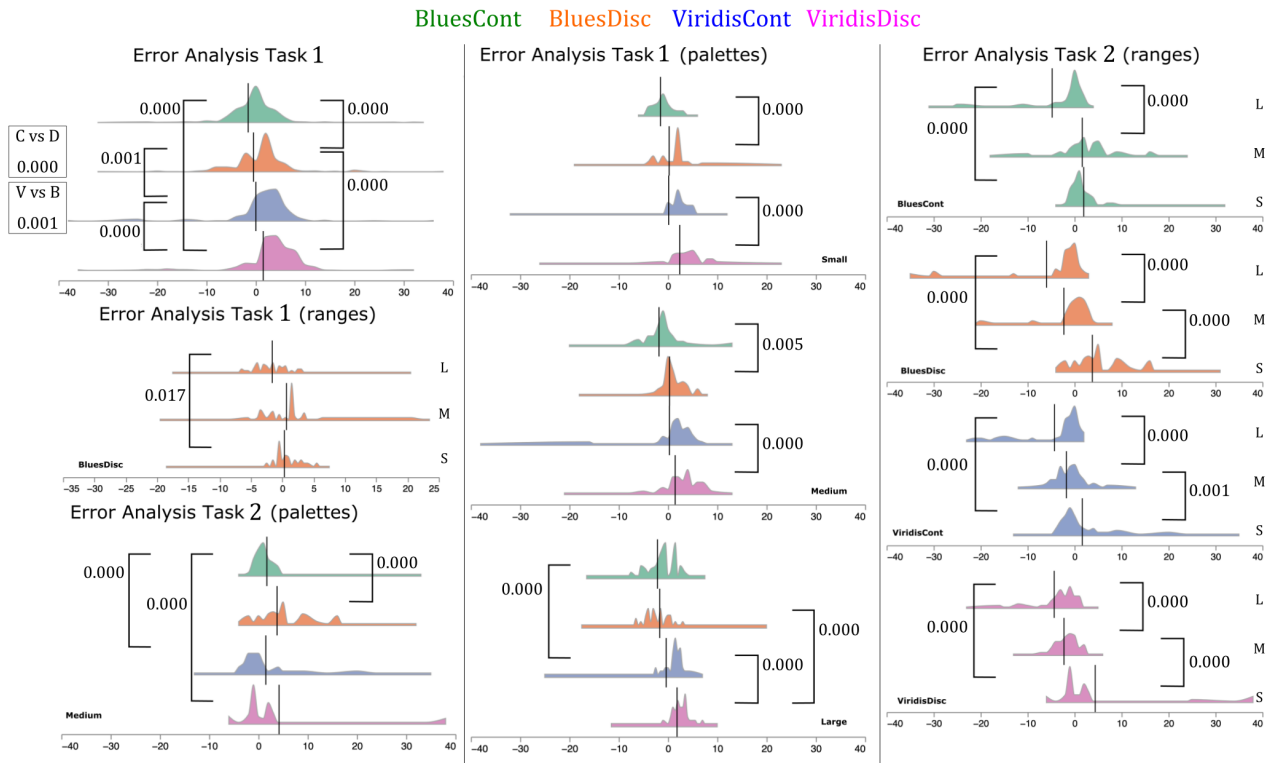 BluesCont BluesDisc ViridisCont ViridisDisc
Error Analysis Task 1
0.000
0.000
C vs D
0.000
0.001
V vs B
0.001
0.000
0.000
-40 -30 -20 -10 0 10 20 30 40
Error Analysis Task 1 (ranges)
L
0.017
M
S
BluesDisc
-35 -30 -25 -20 -15 -10 -5 0 5 10 15 20 25
Error Analysis Task 2 (palettes)
0.000
0.000
0.000
Medium
-40 -30 -20 -10 0 10 20 30 40
Error Analysis Task 1 (palettes)
0.000
0.000
Small
-40 -30 -20 -10 0 10 20 30 40
0.005
0.000
Medium
-40 -30 -20 -10 0 10 20 30 40
0.000
0.000
0.000
Large
-40 -30 -20 -10 0 10 20 30 40
Error Analysis Task 2 (ranges)
L
0.000
0.000
M
BluesCont
S
-40 -30 -20 -10 0 10 20 30 40
L
0.000
0.000
M
0.000
BluesDisc
S
-40 -30 -20 -10 0 10 20 30 40
L
0.000
0.000
M
0.001
ViridisCont
S
-40 -30 -20 -10 0 10 20 30 40
L
0.000
0.000
M
0.000
ViridisDisc
S
-40 -30 -20 -10 0 10 20 30 40